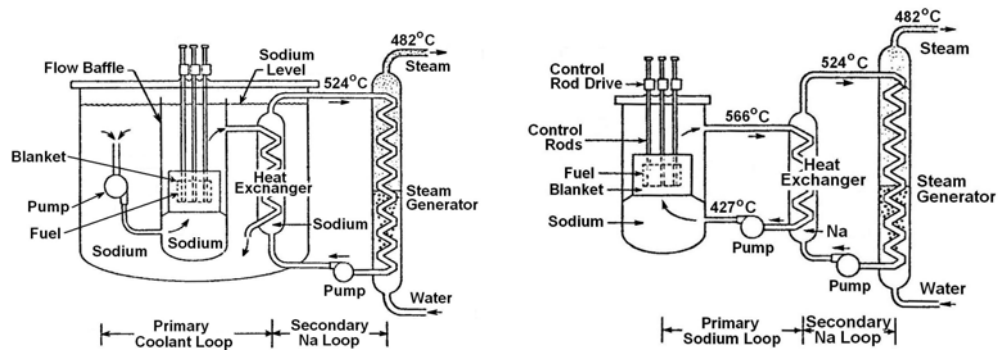 482°C
Steam
Flow Baffle
Sodium
Level
524°C
Blanket
Pump
Fuel
Heat
Exchanger
Steam
Generator
Sodium
Sodium
Sodium
Pump
Water
Primary
Coolant Loop
Secondary
Na Loop
482°C
Steam
Control
Rod Drive
524°C
566°C
Control
Rods
Fuel
Blanket
Heat
Exchanger
Steam
Generator
427°C
Sodium
Pump
Na
Pump
Water
Primary
Sodium Loop
Secondary
Na Loop